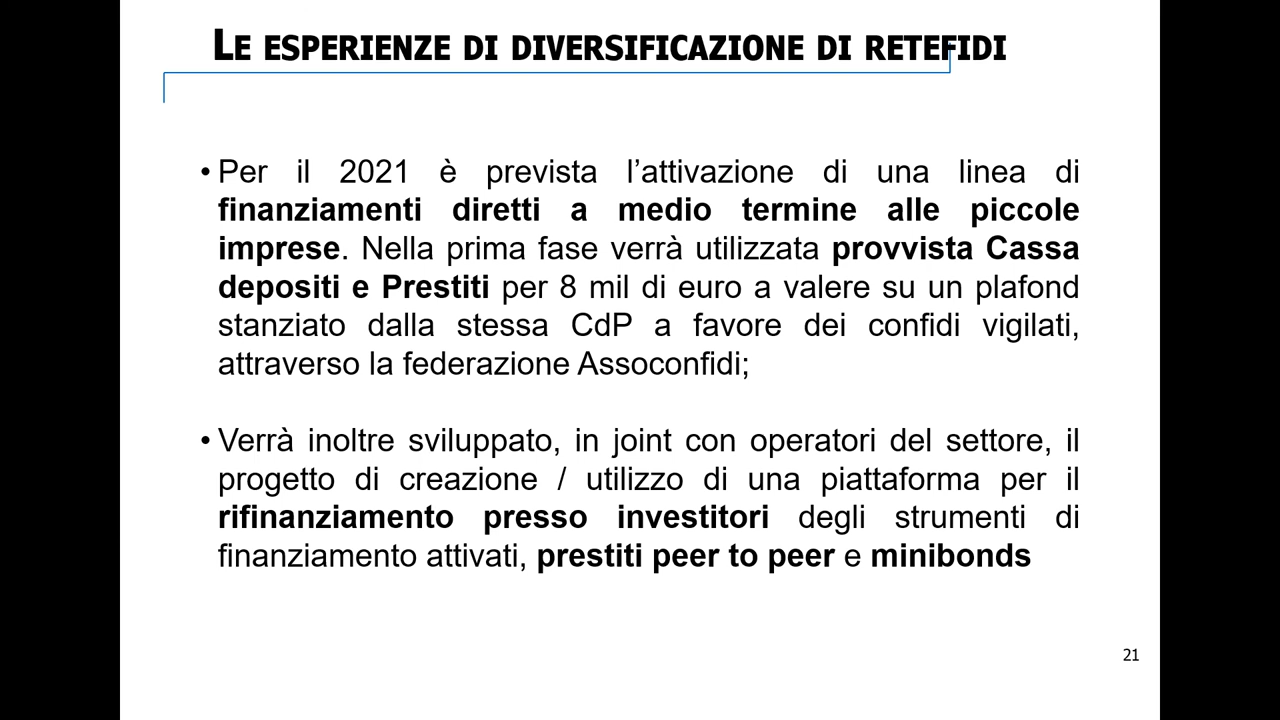 LE ESPERIENZE DI DIVERSIFICAZIONE DI RETEFIDI
• Per il 2021 è prevista l’attivazione di una linea di
finanziamenti diretti a medio termine alle piccole
imprese. Nella prima fase verrà utilizzata provvista Cassa
depositi e Prestiti per 8 mil di euro a valere su un plafond
stanziato dalla stessa CdP a favore dei confidi vigilati,
attraverso la federazione Assoconfidi;
• Verrà inoltre sviluppato, in joint con operatori del settore, il
progetto di creazione / utilizzo di una piattaforma per il
rifinanziamento presso investitori degli strumenti di
finanziamento attivati, prestiti peer to peer e minibonds
21